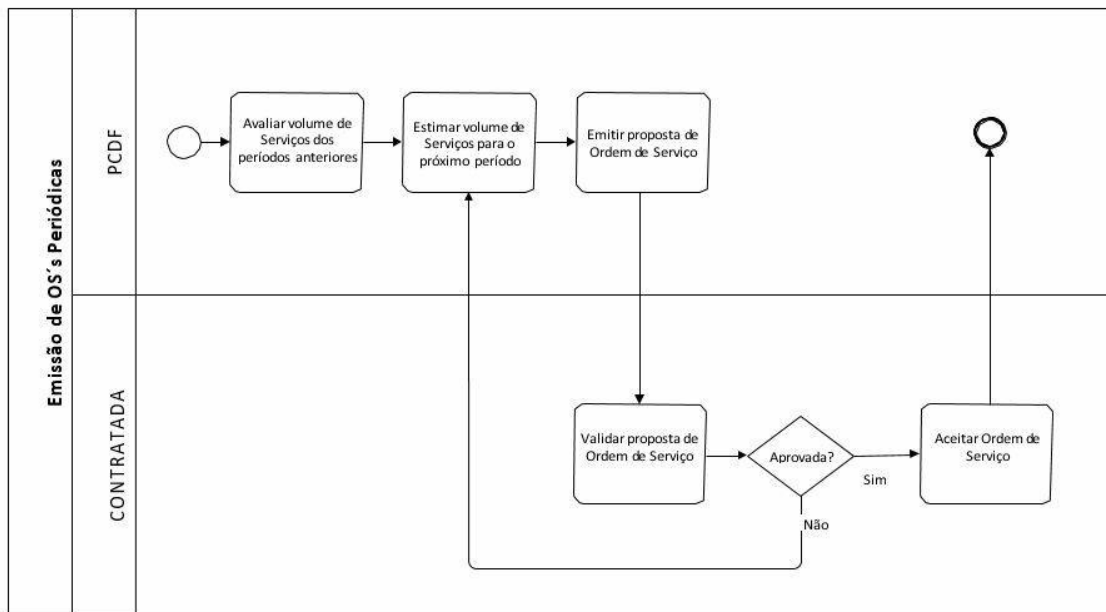 Emissão de OS´s Periódicas
PCDF
Avaliar volume de
Serviços dos
períodos anteriores
Estimar volume de
Serviços para o
próximo período
Emitir proposta de
Ordem de Serviço
CONTRATADA
Validar proposta de
Ordem de Serviço
Aprovada?
Sim
Não
Aceitar Ordem de
Serviço